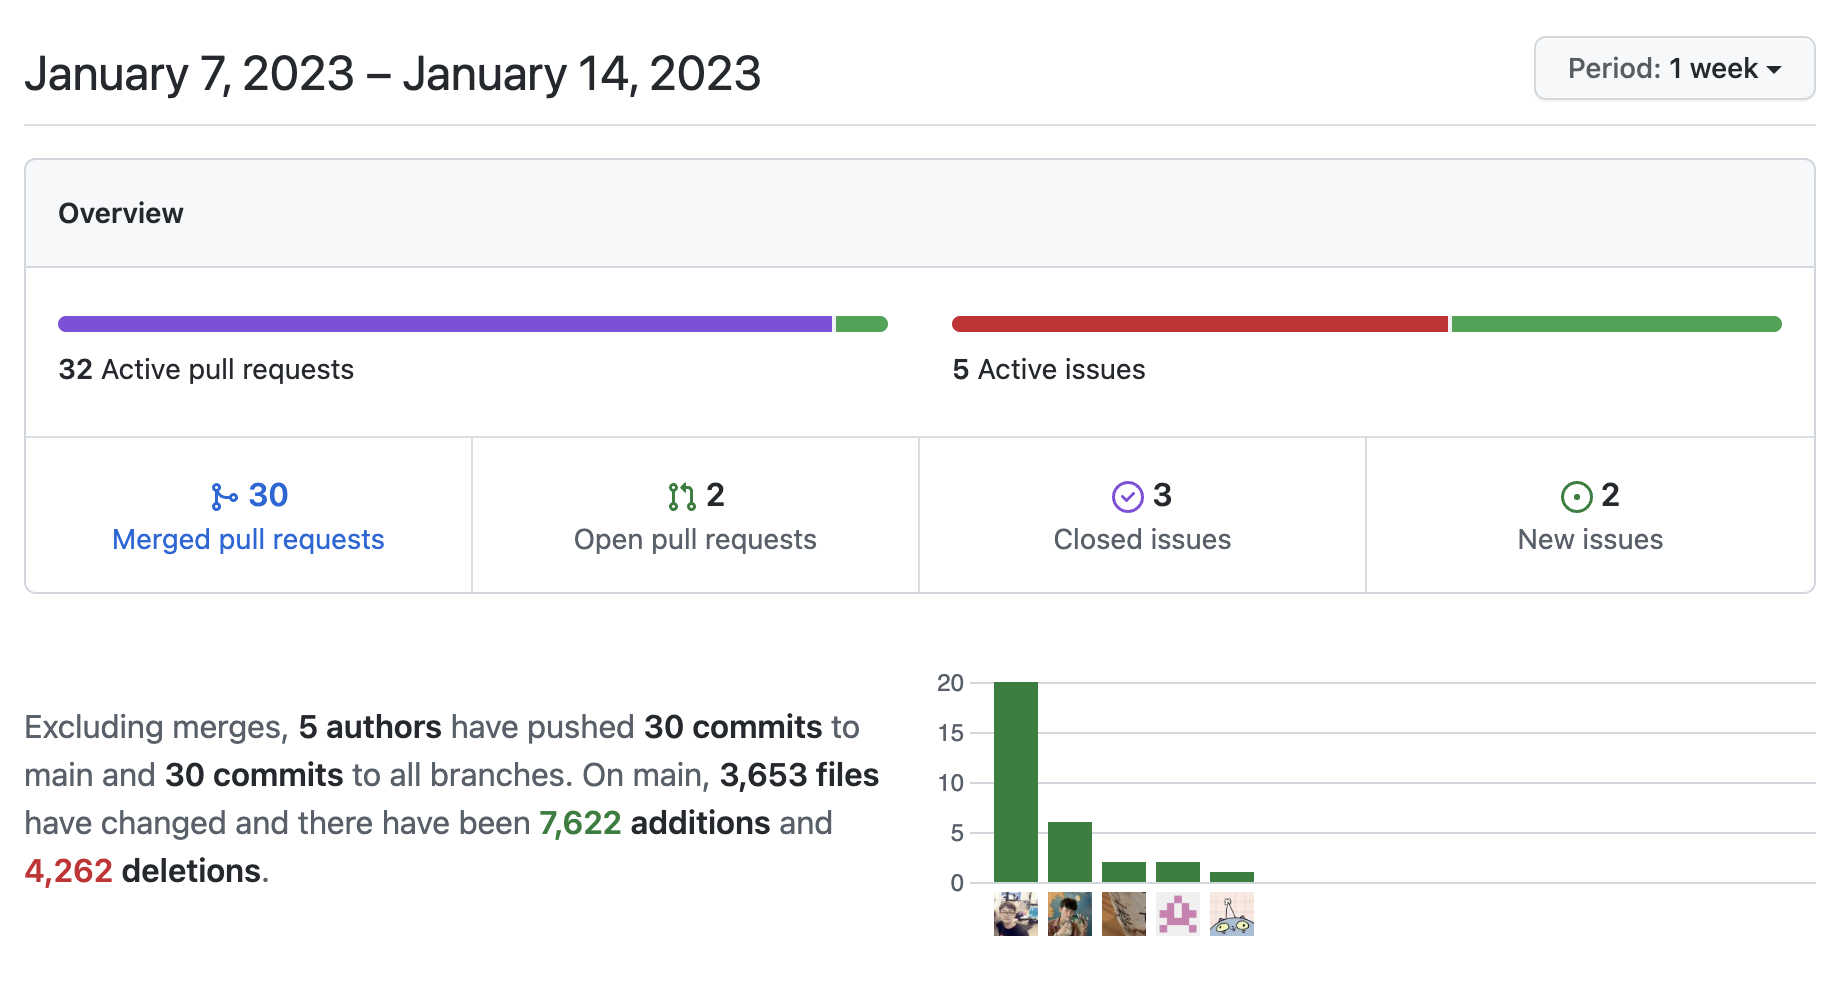 January 7, 2023 – January 14, 2023
Period: 1 week
Overview
32 Active pull requests
5 Active issues
30
Merged pull requests
2
Open pull requests
3
Closed issues
2
New issues
Excluding merges, 5 authors have pushed 30 commits to
main and 30 commits to all branches. On main, 3,653 files
have changed and there have been 7,622 additions and
4,262 deletions.
20
15
10
5
0